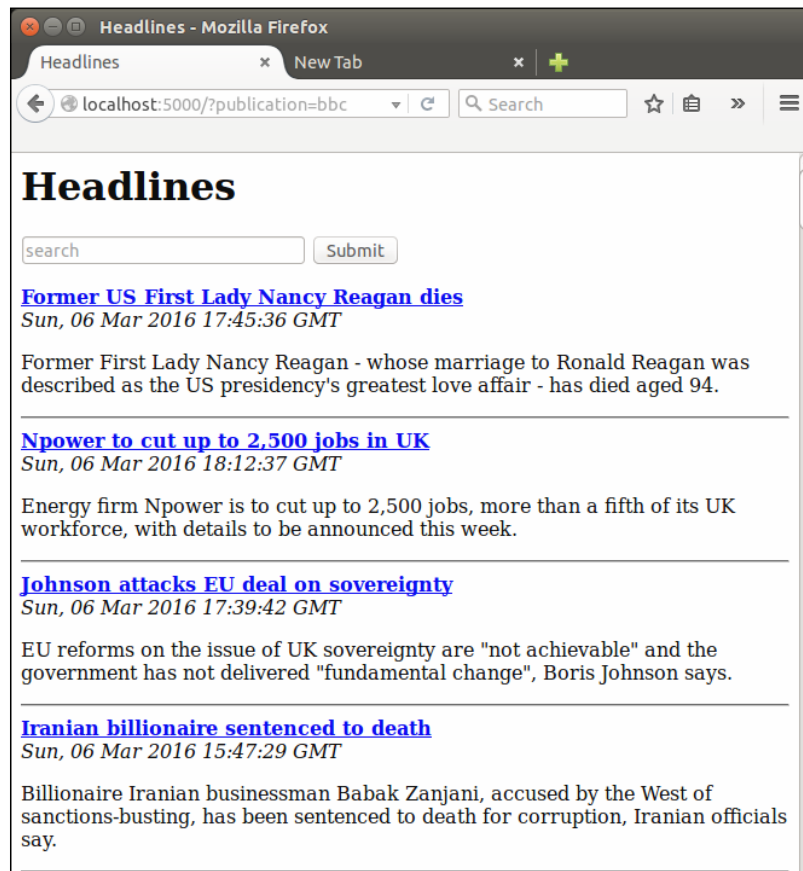 Headlines - Mozilla Firefox
Headlines
New Tab
localhost:5000/?publication=bbc
Search
Headlines
search
Submit
Former US First Lady Nancy Reagan dies
Sun, 06 Mar 2016 17:45:36 GMT
Former First Lady Nancy Reagan - whose marriage to Ronald Reagan was
described as the US presidency's greatest love affair - has died aged 94.
Npower to cut up to 2,500 jobs in UK
Sun, 06 Mar 2016 18:12:37 GMT
Energy firm Npower is to cut up to 2,500 jobs, more than a fifth of its UK
workforce, with details to be announced this week.
Johnson attacks EU deal on sovereignty
Sun, 06 Mar 2016 17:39:42 GMT
EU reforms on the issue of UK sovereignty are "not achievable" and the
government has not delivered "fundamental change", Boris Johnson says.
Iranian billionaire sentenced to death
Sun, 06 Mar 2016 15:47:29 GMT
Billionaire Iranian businessman Babak Zanjani, accused by the West of
sanctions-busting, has been sentenced to death for corruption, Iranian officials
say.